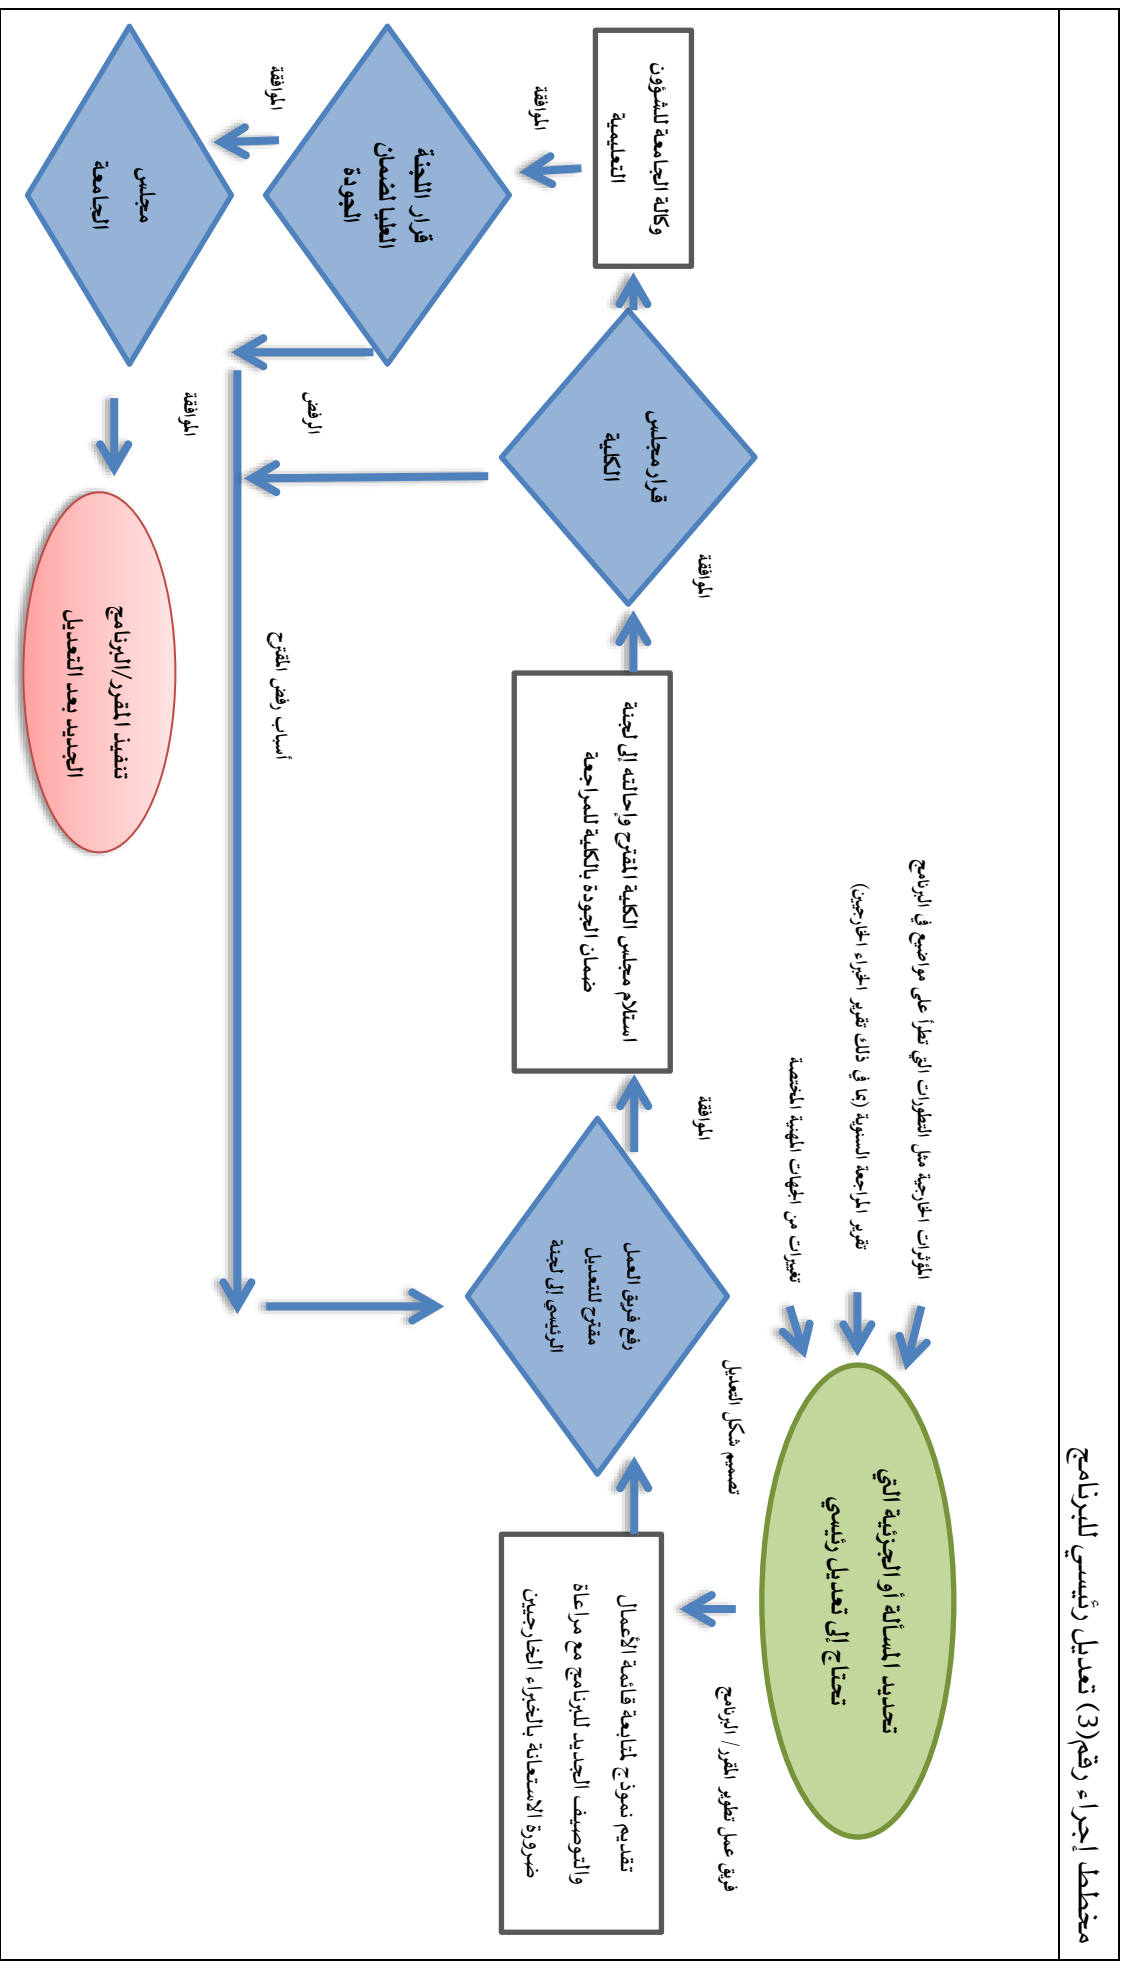 مخطط إجراء رقم(3) تعديل رئيسي للبرنامج
المؤثرات الخارجية مثل التطورات التي تطرأ على مواضيع في البرنامج
تقرير المراجعة السنوية (بما في ذلك تقرير الخبراء الخارجيين)
تغييرات من الجهات المهنية المختصة
تحديد المسألة أو الجزئية التي
تحتاج إلى تعديل رئيسي
فريق عمل تطوير المقرر/ البرنامج
تقديم نموذج لمتابعة قائمة الأعمال
والتوصيف الجديد للبرنامج مع مراعاة
ضرورة الاستعانة بالخبراء الخارجيين
تصميم شكل التعديل
رفع فريق العمل
مقترح للتعديل
الرئيسي إلى لجنة
الموافقة
استلام مجلس الكلية المقترح وإحالته إلى لجنة
ضمان الجودة بالكلية للمراجعة
الموافقة
قرار مجلس
الكلية
وكالة الجامعة للشؤون
التعليمية
الموافقة
قرار اللجنة
العليا لضمان
الجودة
الرفض
أسباب رفض المقترح
الموافقة
مجلس
الجامعة
الموافقة
تنفيذ المقرر/البرنامج
الجديد بعد التعديل